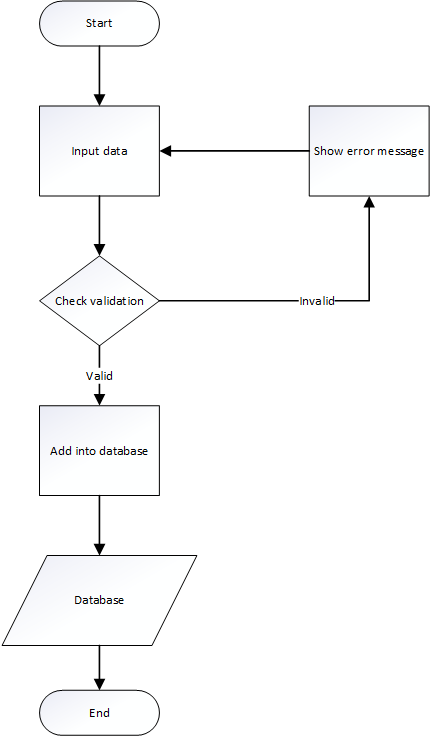 Start
Input data
Show error message
Check validation
Invalid
Valid
Add into database
Database
End